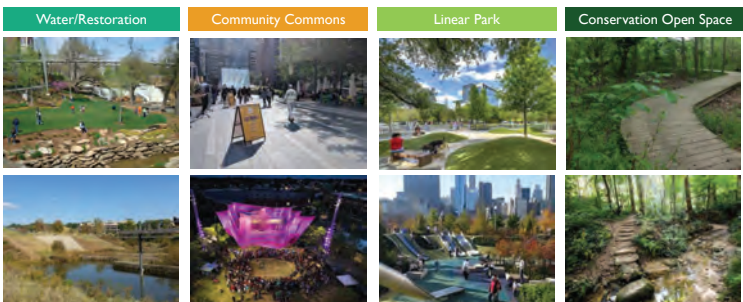 Water/Restoration
Community Commons
Linear Park
Conservation Open Space